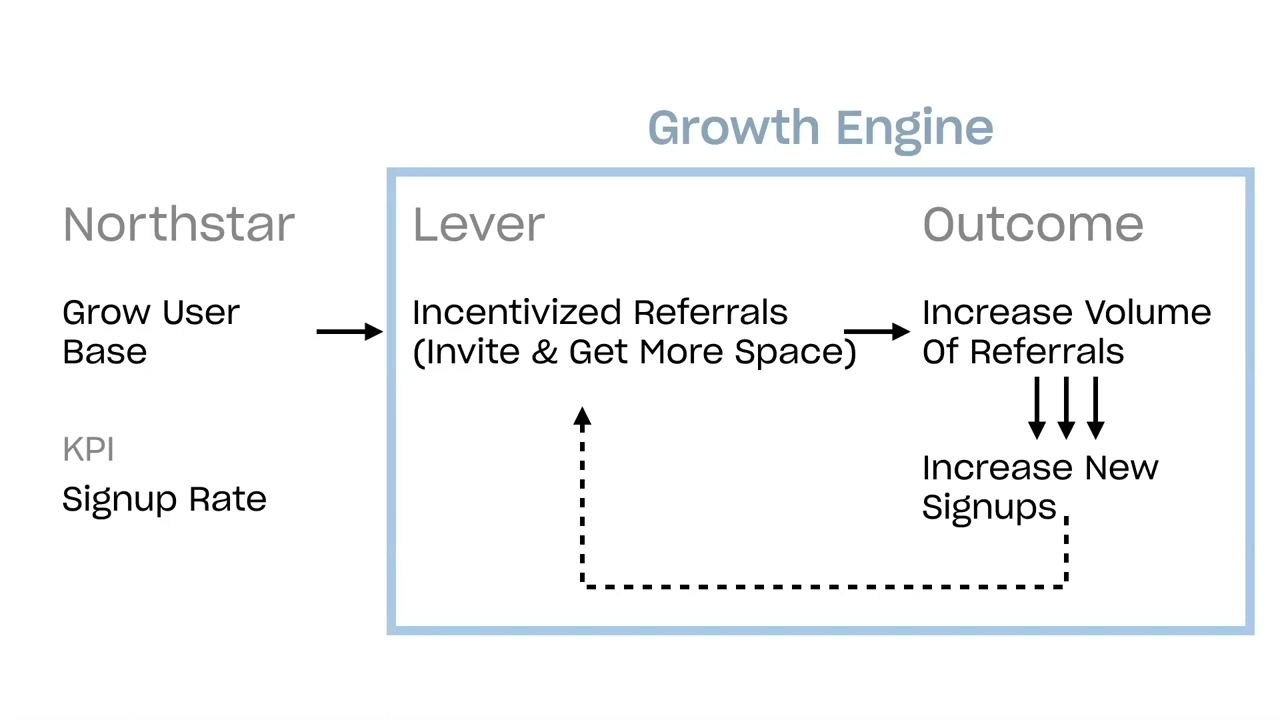 Growth Engine
Northstar
Grow User
Base
KPI
Signup Rate
Lever
Incentivized Referrals
(Invite & Get More Space)
Outcome
Increase Volume
Of Referrals
Increase New
Signups